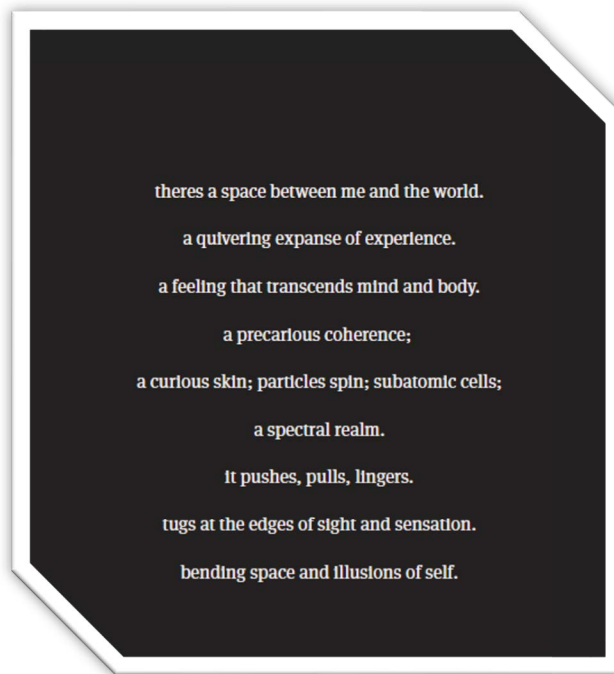 theres a space between me and the world.
a quivering expanse of experience.
a feeling that transcends mind and body.
a precarious coherence;
a curious skin; particles spin; subatomic cells;
a spectral realm.
it pushes, pulls, lingers.
tugs at the edges of sight and sensation.
bending space and illusions of self.